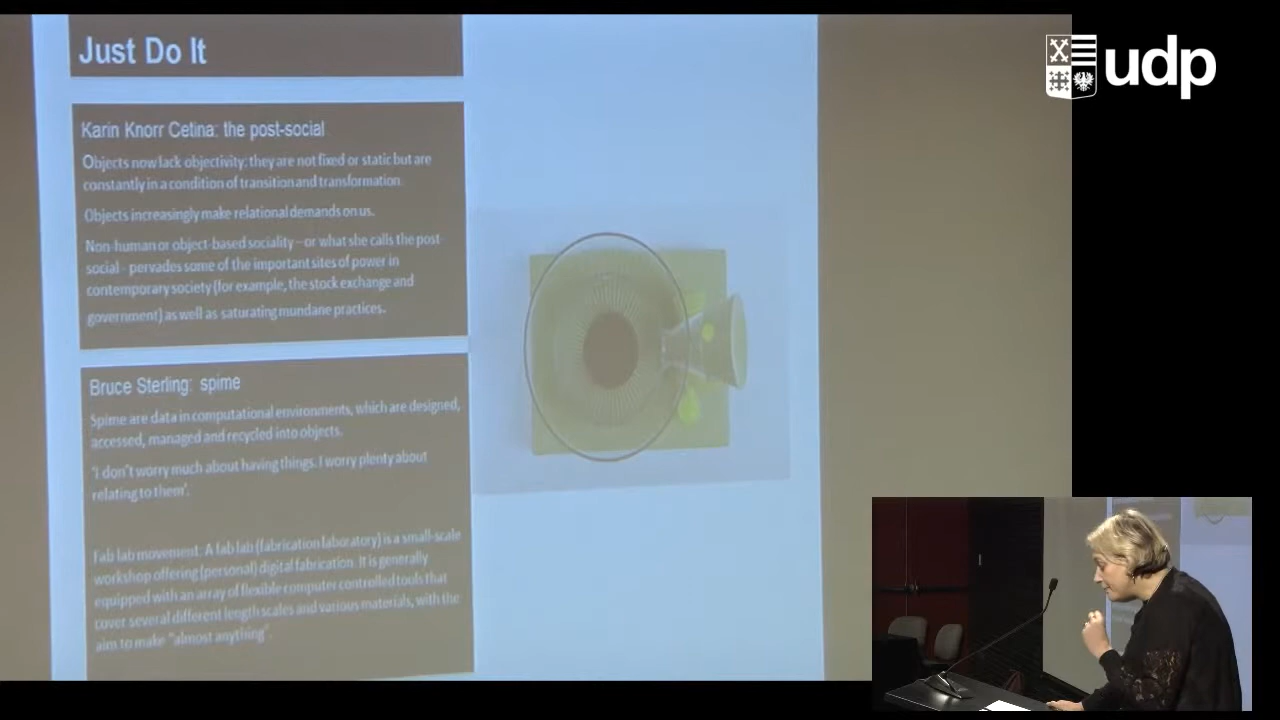 Just Do It
udp
Karin Knorr Cetina: the post-social
Objects now lack objectivity: they are not fixed or static but are
constantly in a condition of transition and transformation.
Objects increasingly make relational demands on us.
Non-human or object-based sociality – or what she calls the post-
social - pervades some of the important sites of power in
contemporary society (for example, the stock exchange and
government) as well as saturating mundane practices.
Bruce Sterling: spime
Spime are data in computational environments, which are designed,
accessed, managed and recycled into objects.
'I don't worry much about having things. I worry plenty about
relating to them'.
Fab lab movement. A fab lab (fabrication laboratory) is a small-scale
workshop offering (personal) digital fabrication. It is generally
equipped with an array of flexible computer controlled tools that
cover several different length scales and various materials, with the
aim to make "almost anything".